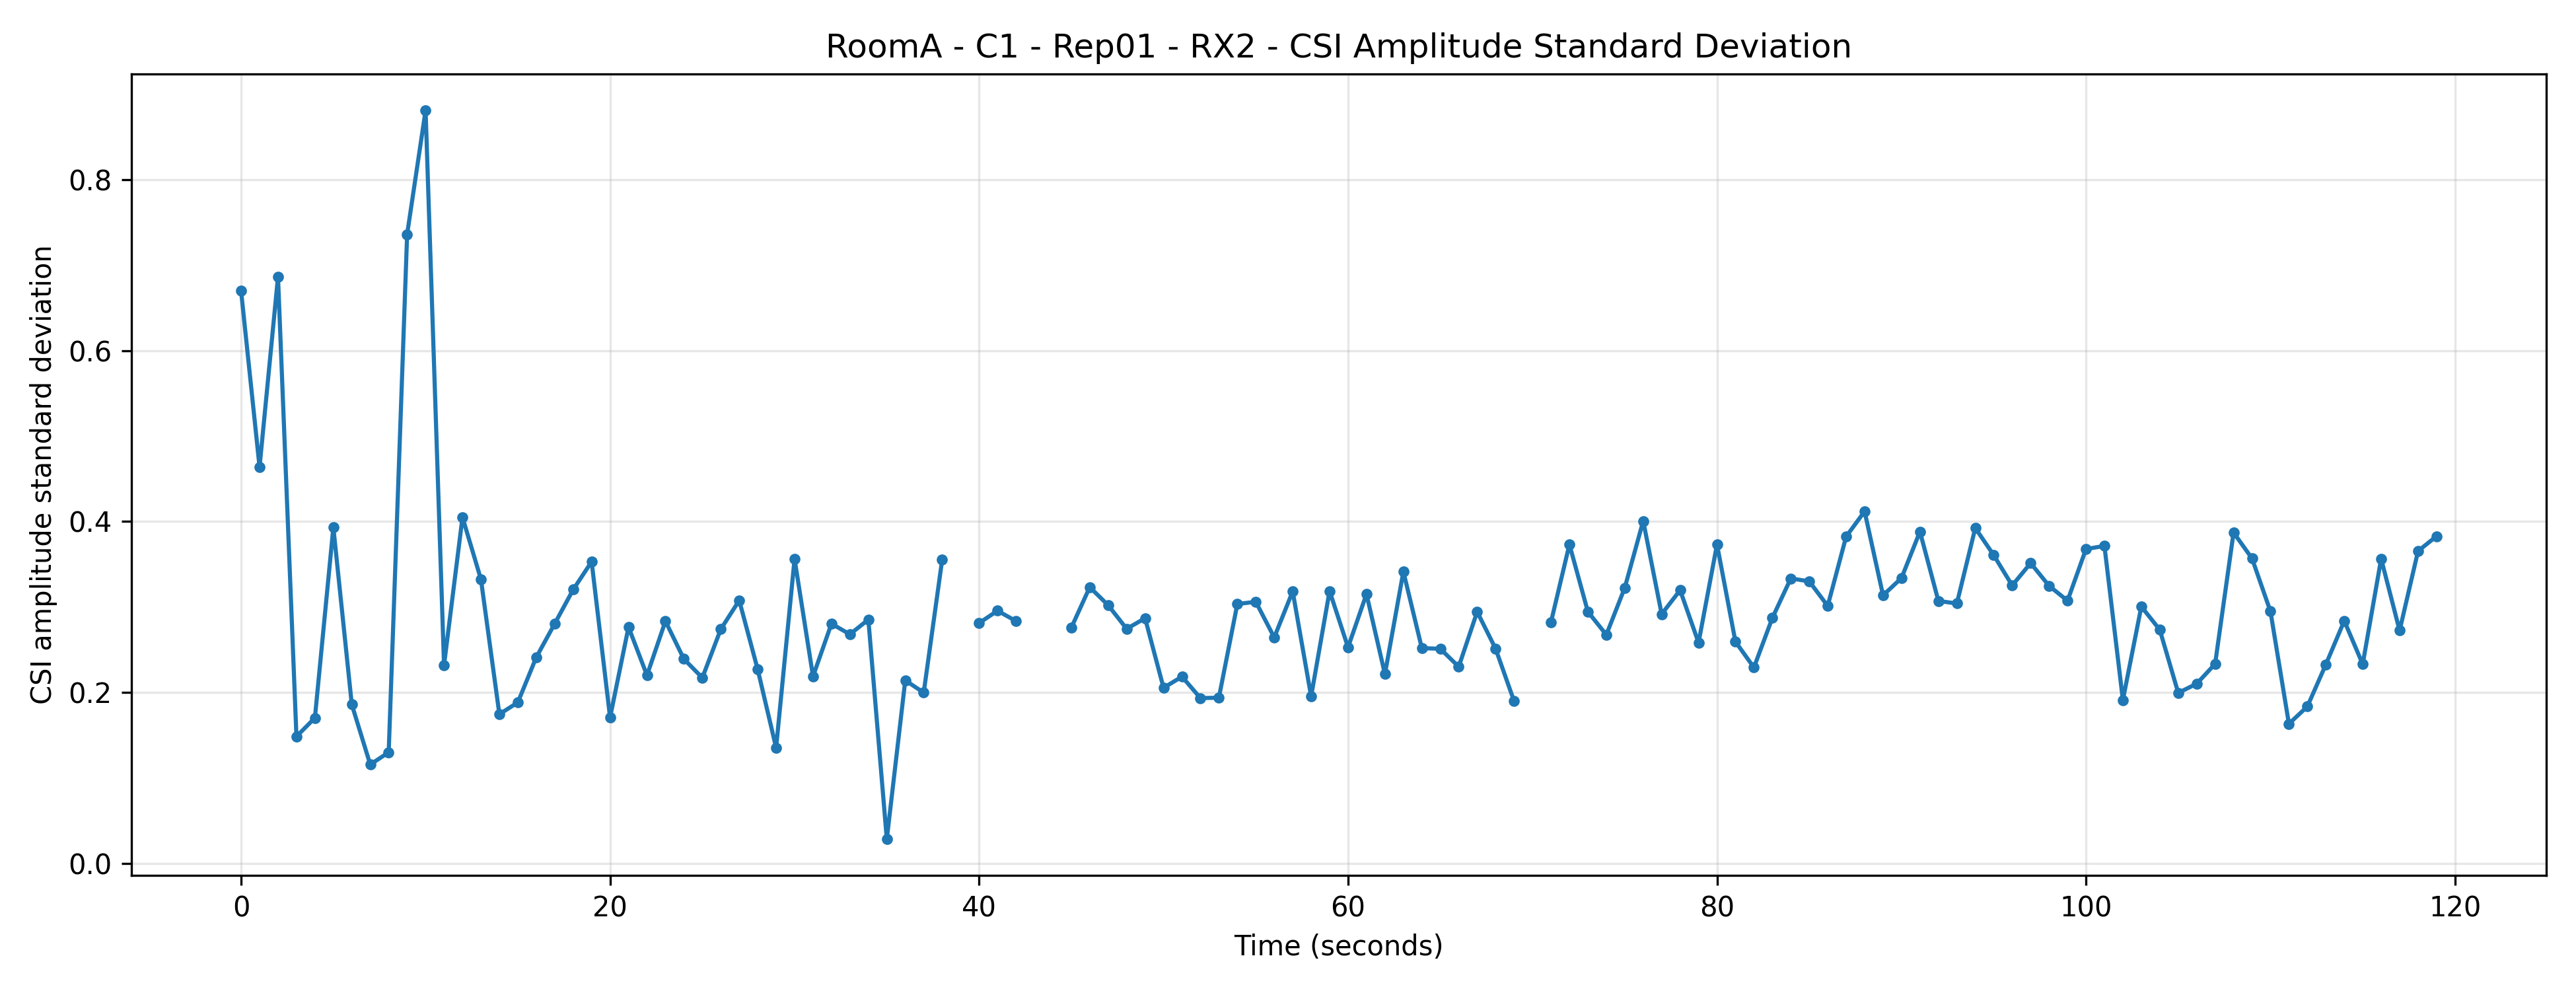 RoomA - C1 - Rep01 - RX2 - CSI Amplitude Standard Deviation
CSI amplitude standard deviation
0.8
0.6
0.4
0.2
0.0
0 20 40 60 80 100 120
Time (seconds)